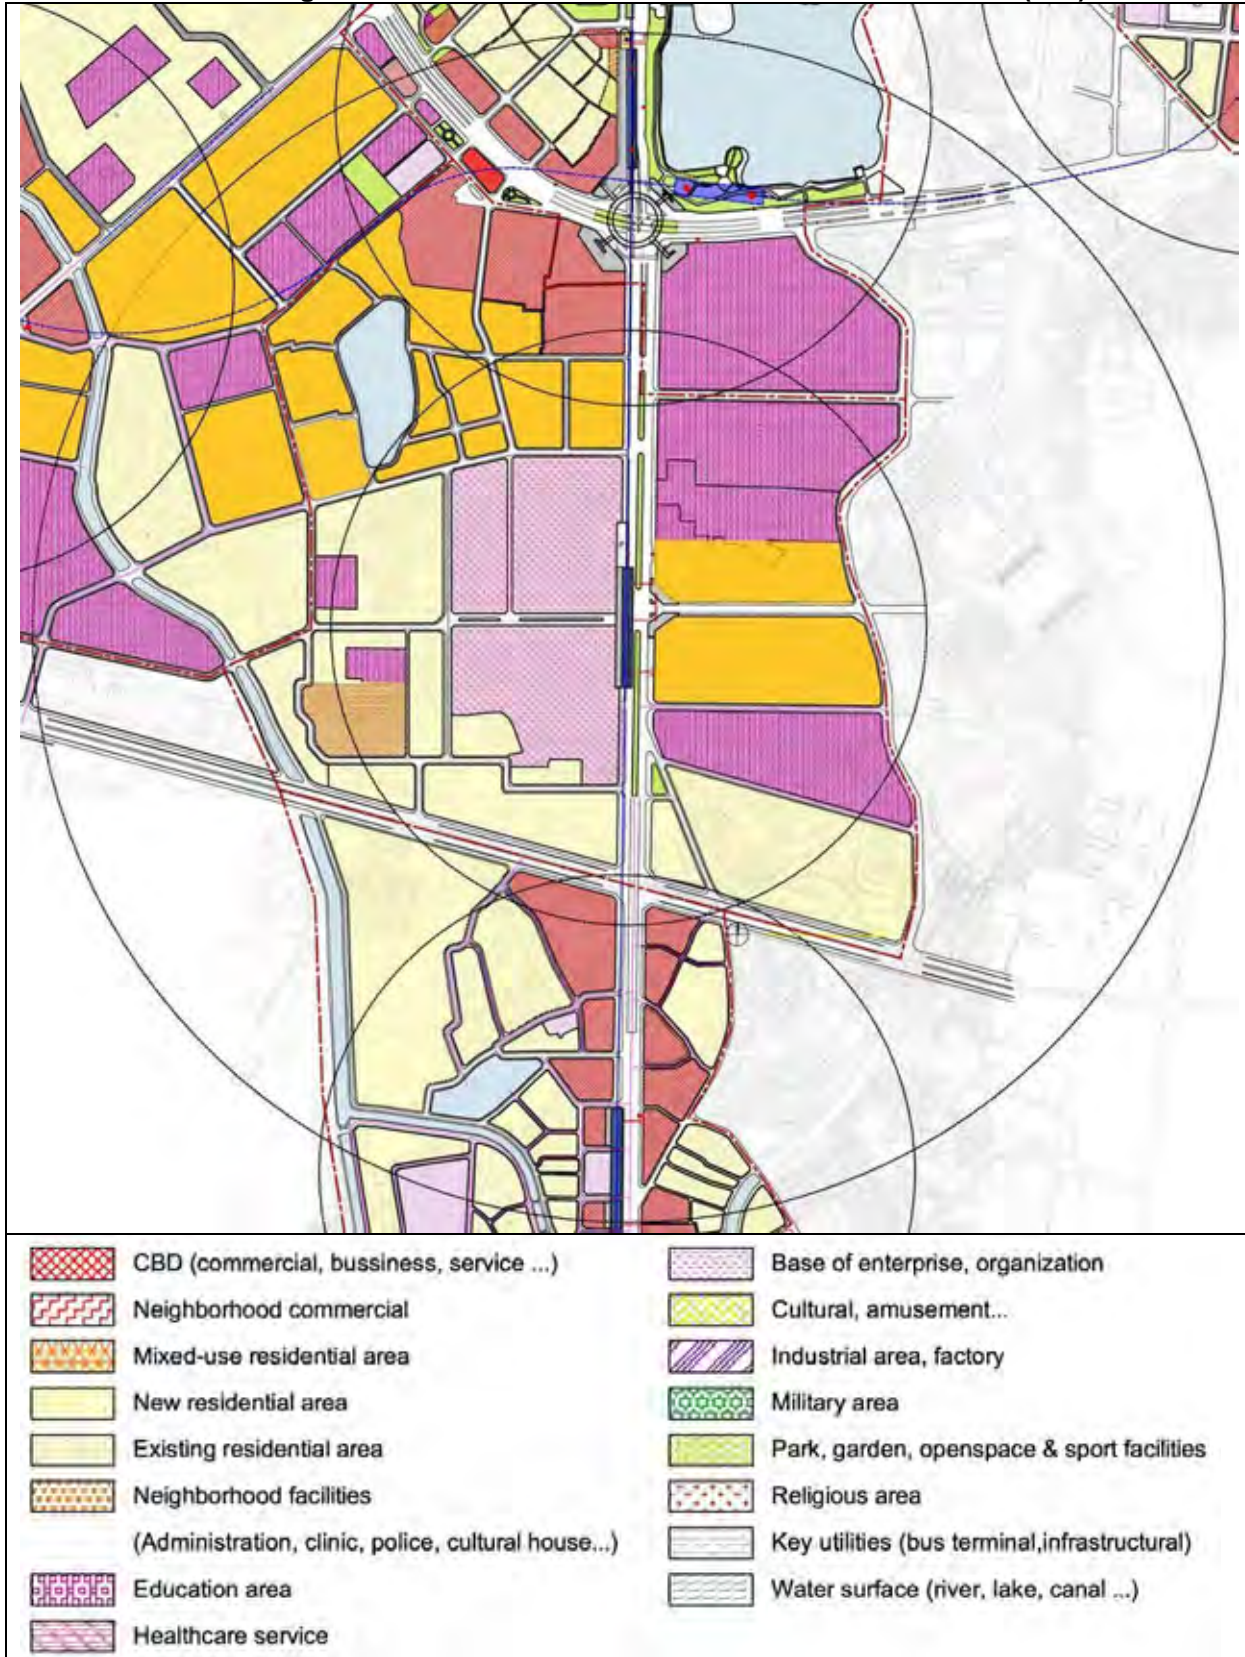 CBD (commercial, bussiness, service ...)
Neighborhood commercial
Mixed-use residential area
New residential area
Existing residential area
Neighborhood facilities
(Administration, clinic, police, cultural house...)
Education area
Healthcare service
Base of enterprise, organization
Cultural, amusement...
Industrial area, factory
Military area
Park, garden, openspace & sport facilities
Religious area
Key utilities (bus terminal,infrastructural)
Water surface (river, lake, canal ...)